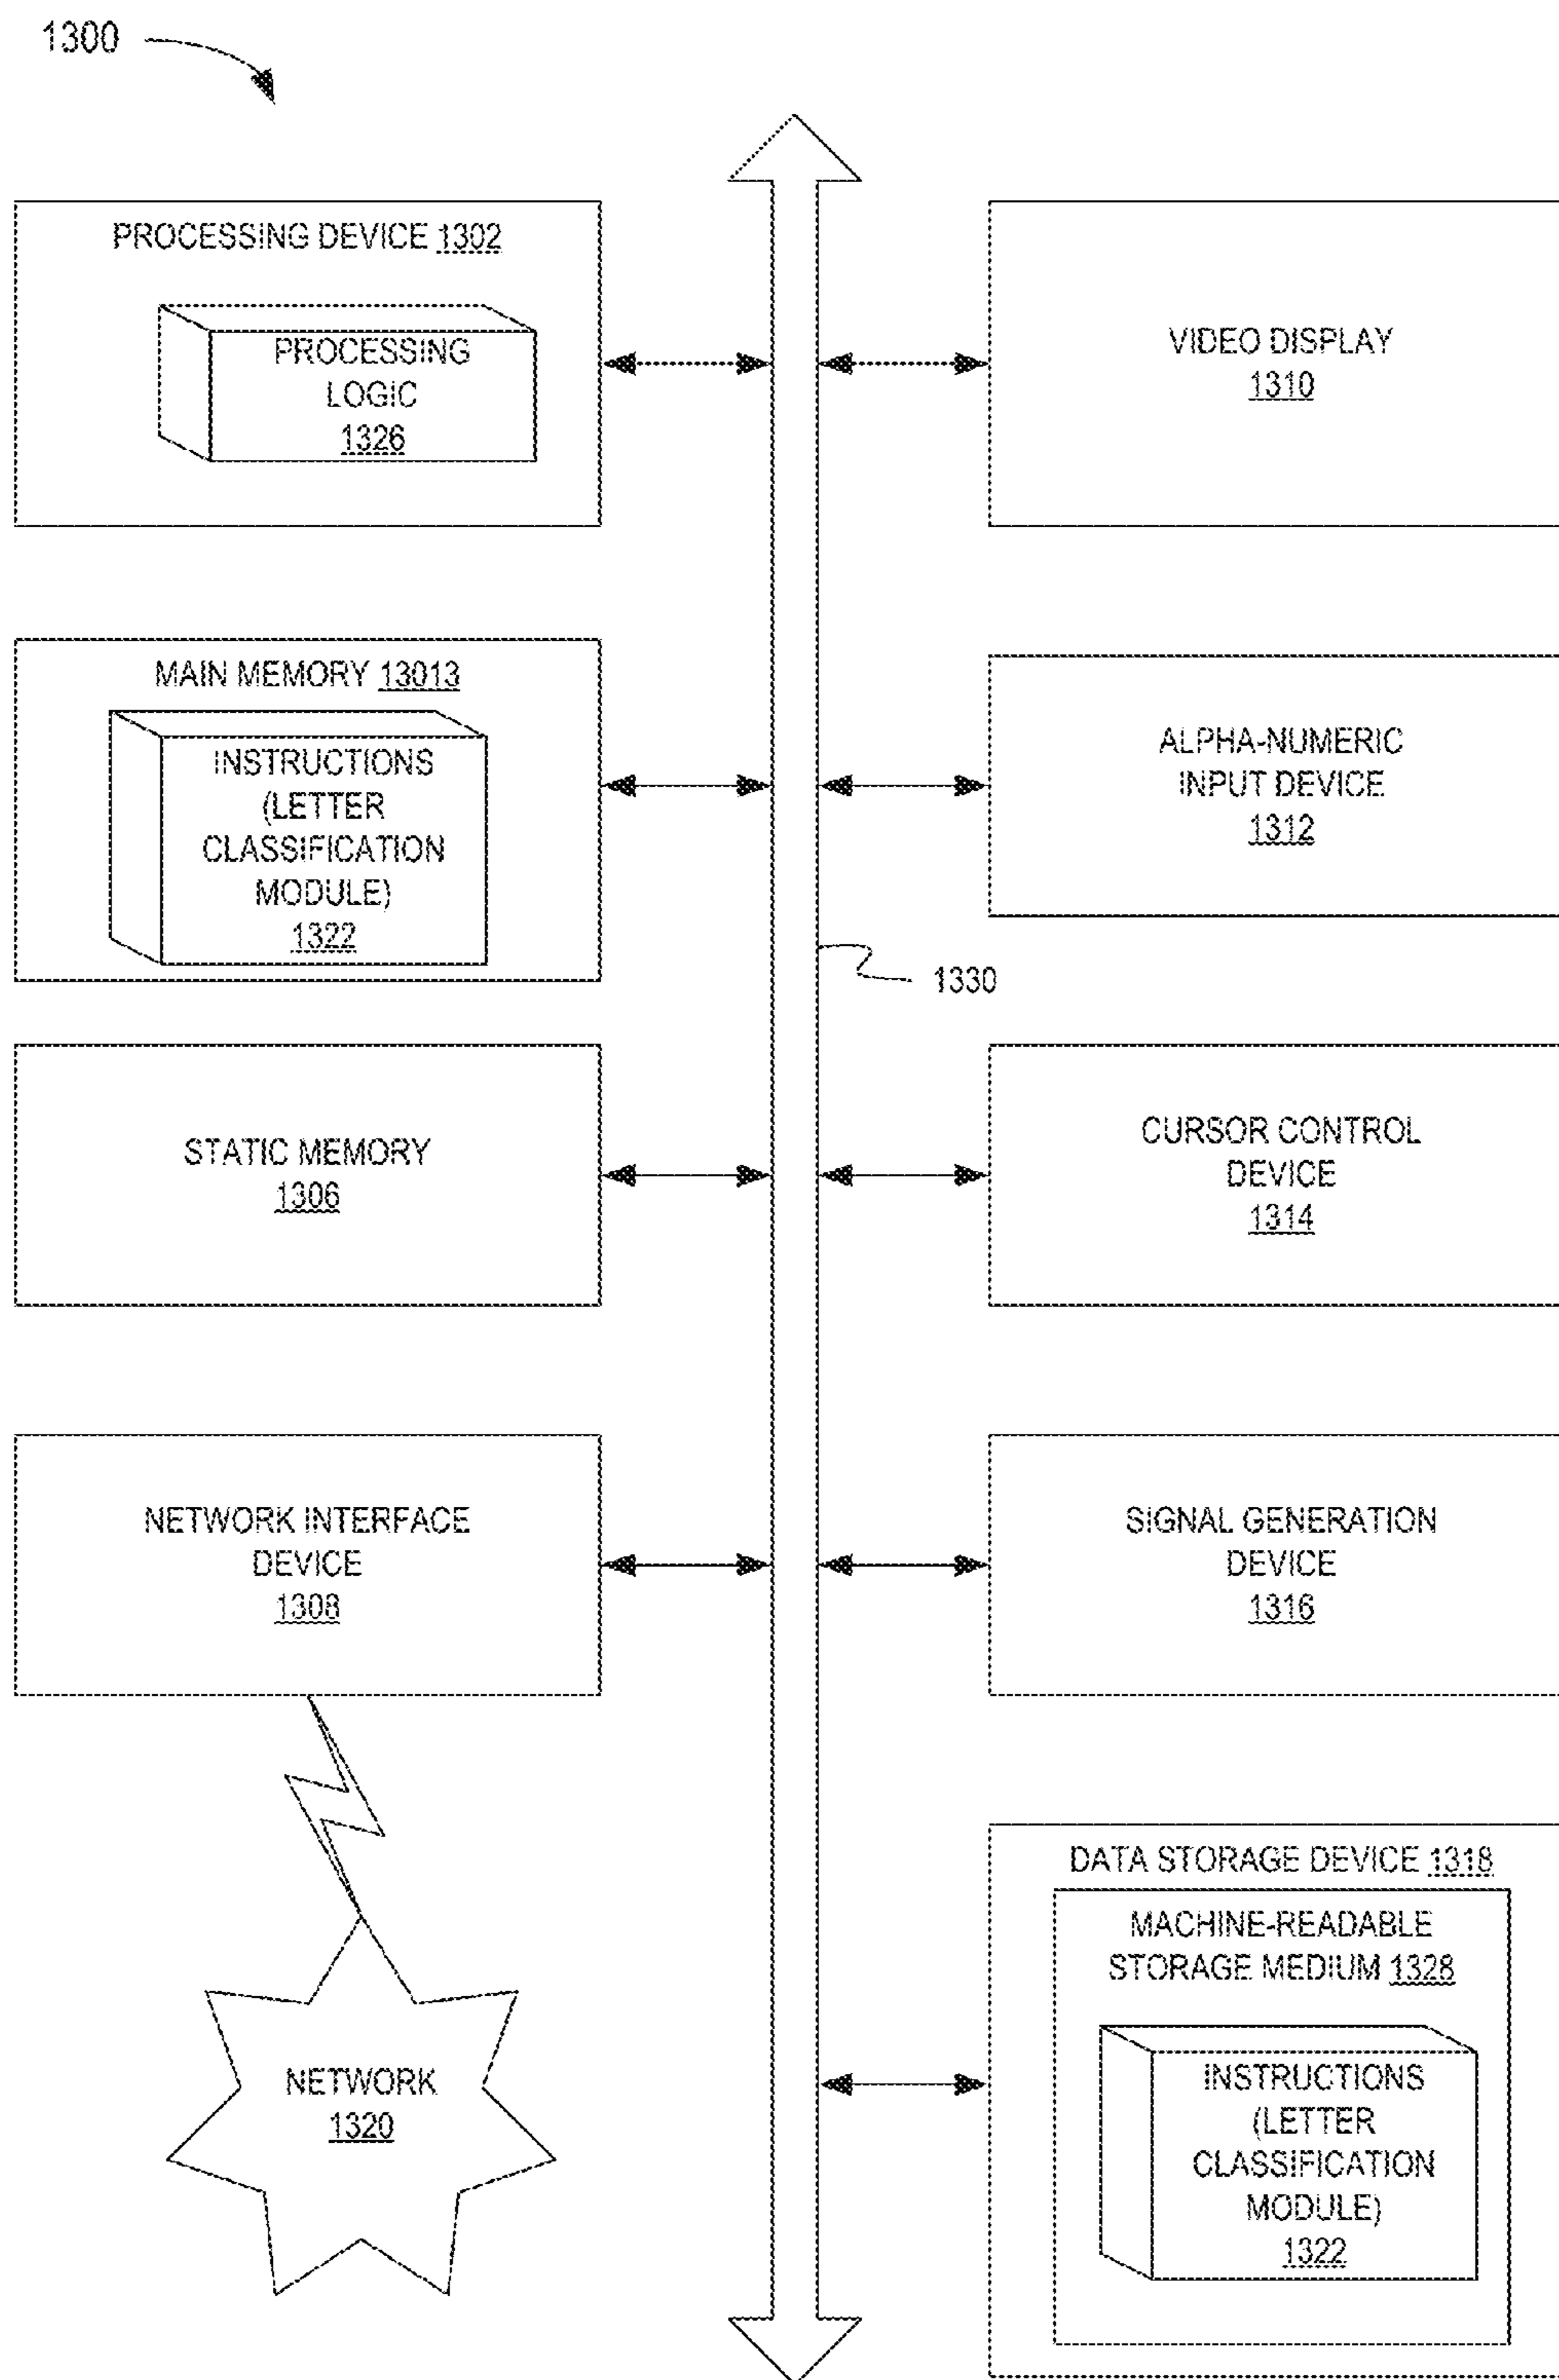 1300
PROCESSING DEVICE 1302
PROCESSING
LOGIC
1326
VIDEO DISPLAY
1310
MAIN MEMORY 13013
INSTRUCTIONS
(LETTER
CLASSIFICATION
MODULE)
1322
ALPHA-NUMERIC
INPUT DEVICE
1312
1330
STATIC MEMORY
1306
CURSOR CONTROL
DEVICE
1314
NETWORK INTERFACE
DEVICE
1308
SIGNAL GENERATION
DEVICE
1316
DATA STORAGE DEVICE 1318
MACHINE-READABLE
STORAGE MEDIUM 1328
INSTRUCTIONS
(LETTER
CLASSIFICATION
MODULE)
1322
NETWORK
1320